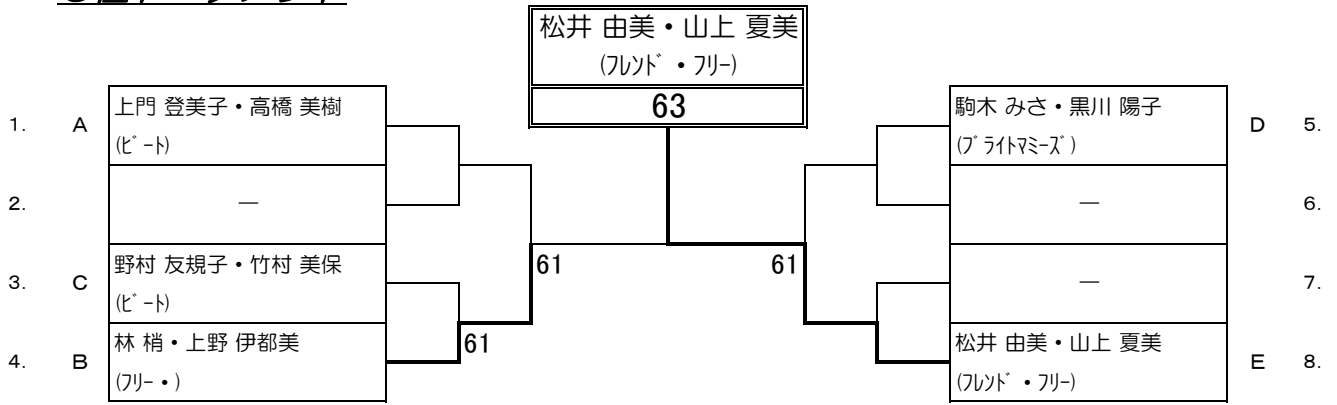 松井 由美・山上 夏美
(ﾌﾚﾝﾄﾞ・ﾌﾘｰ)
63
1. A 上門 登美子・高橋 美樹
(ﾋﾞｰﾄ)
2. ―
3. C 野村 友規子・竹村 美保
(ﾋﾞｰﾄ)
4. B 林 梢・上野 伊都美
(ﾌﾘｰ・)
61
61
61
駒木 みさ・黒川 陽子 D 5.
(ﾌﾞﾗｲﾄﾏﾐｰｽﾞ)
― 6.
― 7.
松井 由美・山上 夏美 E 8.
(ﾌﾚﾝﾄﾞ・ﾌﾘｰ)